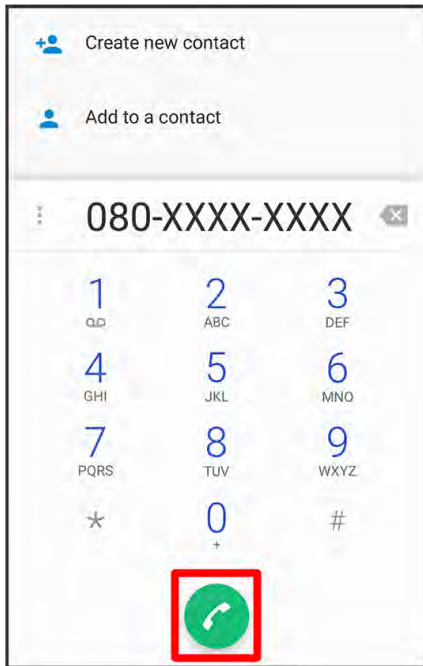 Create new contact
Add to a contact
080-XXXX-XXXX
1 2 3
ABC DEF
4 5 6
GHI JKL MNO
7 8 9
PQRS TUV WXYZ
* 0 #
+